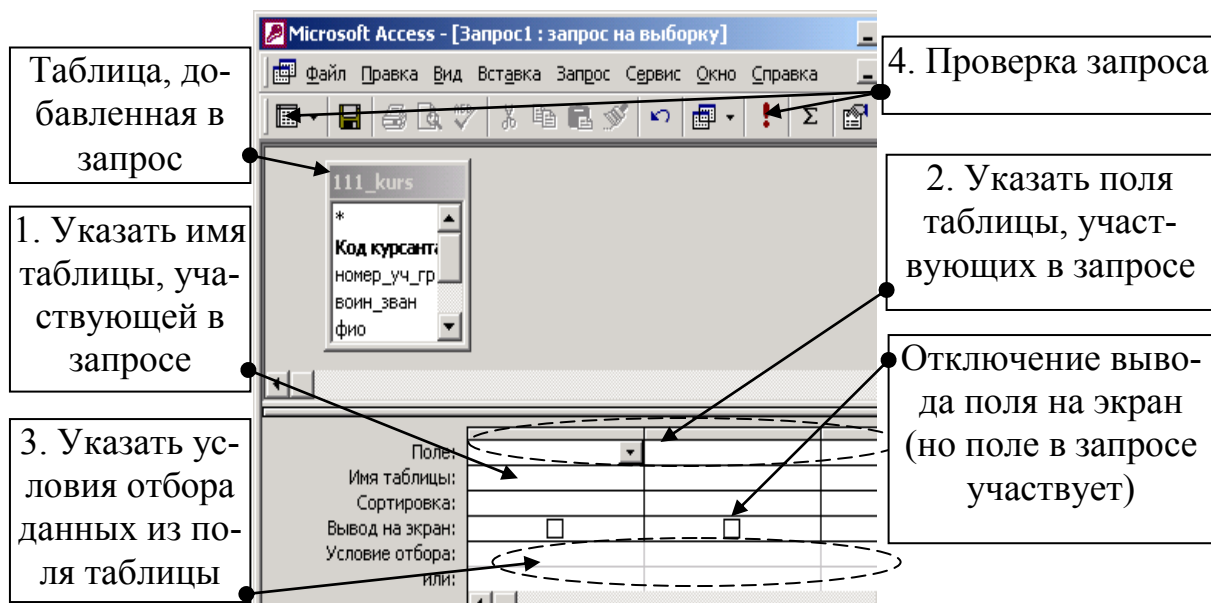 Microsoft Access - [Запрос1 : запрос на выборку]
Файл Правка Вид Вставка Запрос Сервис Окно Справка
Таблица, до-
бавленная в
запрос
4. Проверка запроса
111_kurs
*
Код курсанта
номер_уч_гр
воин_зван
фио
1. Указать имя
таблицы, уча-
ствующей в
запросе
2. Указать поля
таблицы, участ-
вующих в запросе
Отключение выво-
да поля на экран
(но поле в запросе
участвует)
3. Указать ус-
ловия отбора
данных из по-
ля таблицы
Поле:
Имя таблицы:
Сортировка:
Вывод на экран:
Условие отбора:
или: